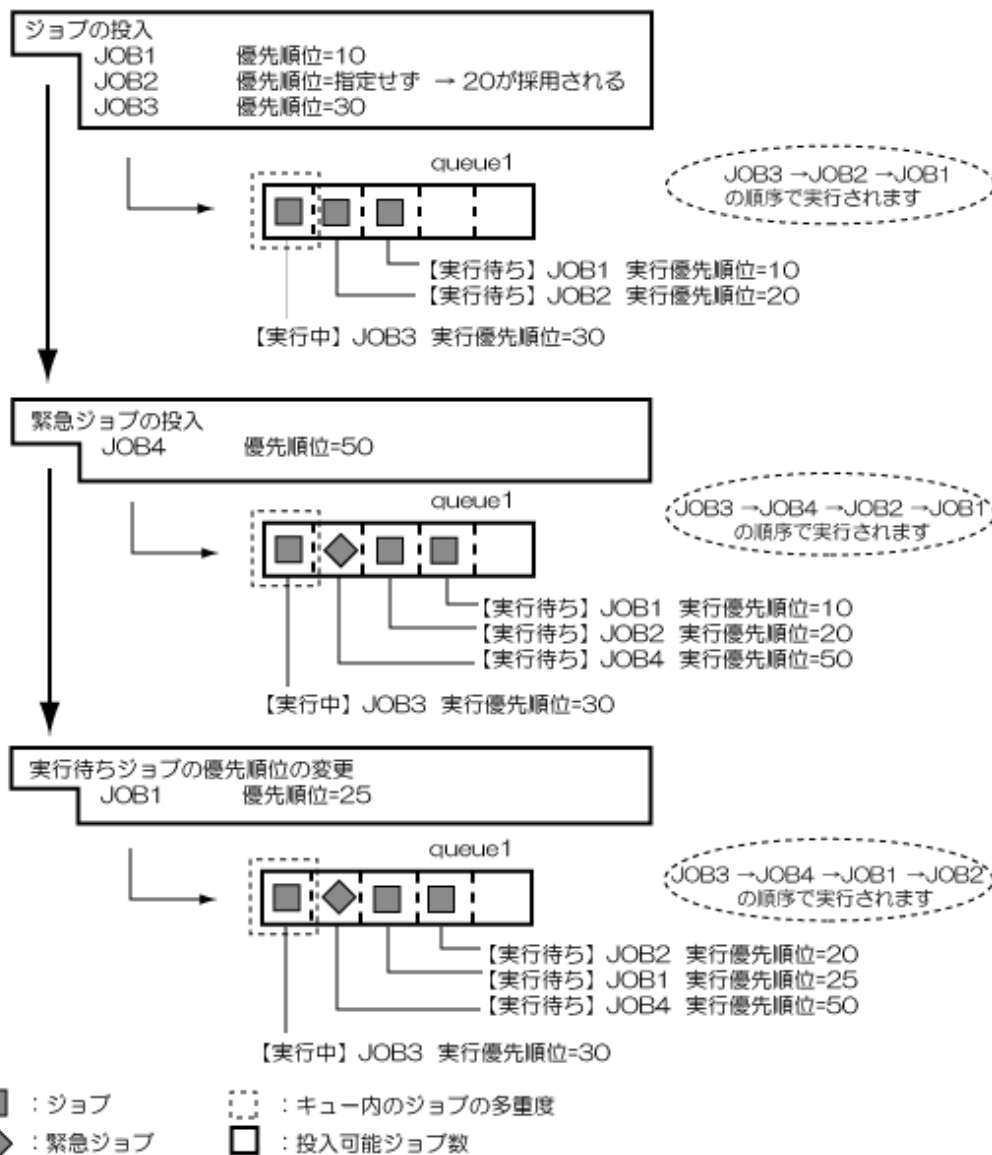 ジョブの投入
JOB1 優先順位=10
JOB2 優先順位=指定せず → 20が採用される
JOB3 優先順位=30
queue1
JOB3 →JOB2 →JOB1
の順序で実行されます
【実行待ち】JOB1 実行優先順位=10
【実行待ち】JOB2 実行優先順位=20
【実行中】JOB3 実行優先順位=30
緊急ジョブの投入
JOB4 優先順位=50
queue1
JOB3 →JOB4 →JOB2 →JOB1
の順序で実行されます
【実行待ち】JOB1 実行優先順位=10
【実行待ち】JOB2 実行優先順位=20
【実行待ち】JOB4 実行優先順位=50
【実行中】JOB3 実行優先順位=30
実行待ちジョブの優先順位の変更
JOB1 優先順位=25
queue1
JOB3 →JOB4 →JOB1 →JOB2
の順序で実行されます
【実行待ち】JOB2 実行優先順位=20
【実行待ち】JOB1 実行優先順位=25
【実行待ち】JOB4 実行優先順位=50
【実行中】JOB3 実行優先順位=30
：ジョブ ：キュー内のジョブの多重度
：緊急ジョブ ：投入可能ジョブ数